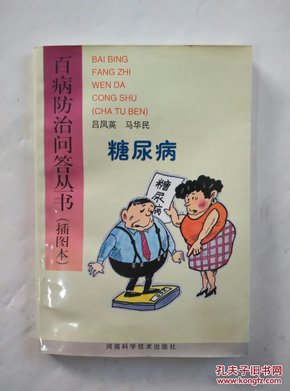 百病防治问答丛书(插图本)
BAI BING
FANG ZHI
WEN DA
CONG SHU
(CHA TU BEN)
吕凤英 马华民
糖尿病
糖尿病
河南科学技术出版社
孔夫子旧书网